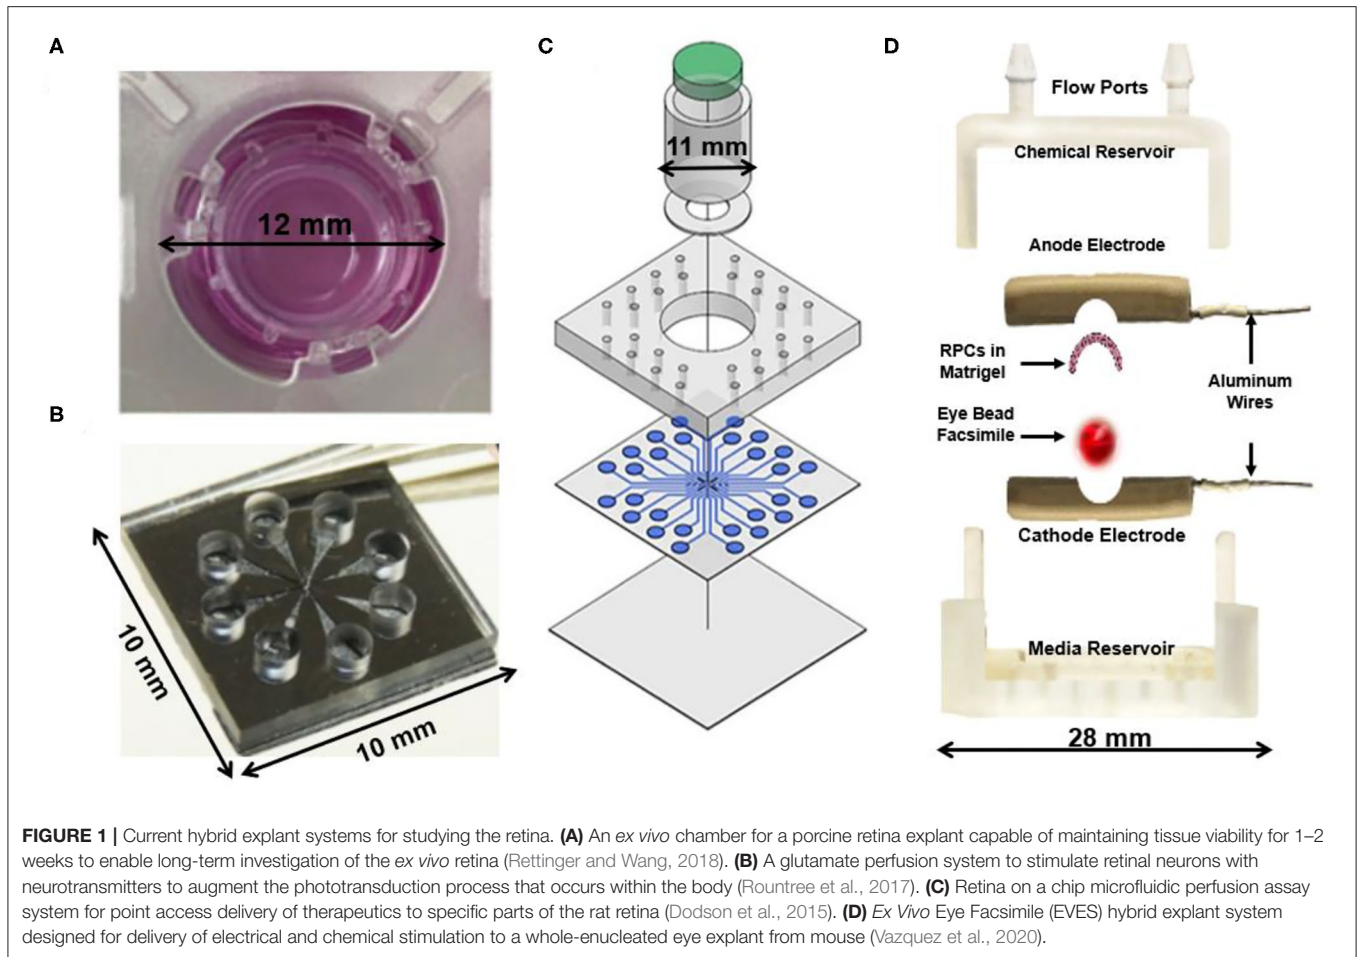 A
12 mm
B
10 mm
10 mm
C
11 mm
D
Flow Ports
Chemical Reservoir
Anode Electrode
RPCs in
Matrigel
Aluminum
Wires
Eye Bead
Facsimile
Cathode Electrode
Media Reservoir
28 mm
FIGURE 1 | Current hybrid explant systems for studying the retina. (A) An ex vivo chamber for a porcine retina explant capable of maintaining tissue viability for 1–2
weeks to enable long-term investigation of the ex vivo retina (Rettinger and Wang, 2018). (B) A glutamate perfusion system to stimulate retinal neurons with
neurotransmitters to augment the phototransduction process that occurs within the body (Rountree et al., 2017). (C) Retina on a chip microfluidic perfusion assay
system for point access delivery of therapeutics to specific parts of the rat retina (Dodson et al., 2015). (D) Ex Vivo Eye Facsimile (EVES) hybrid explant system
designed for delivery of electrical and chemical stimulation to a whole-enucleated eye explant from mouse (Vazquez et al., 2020).